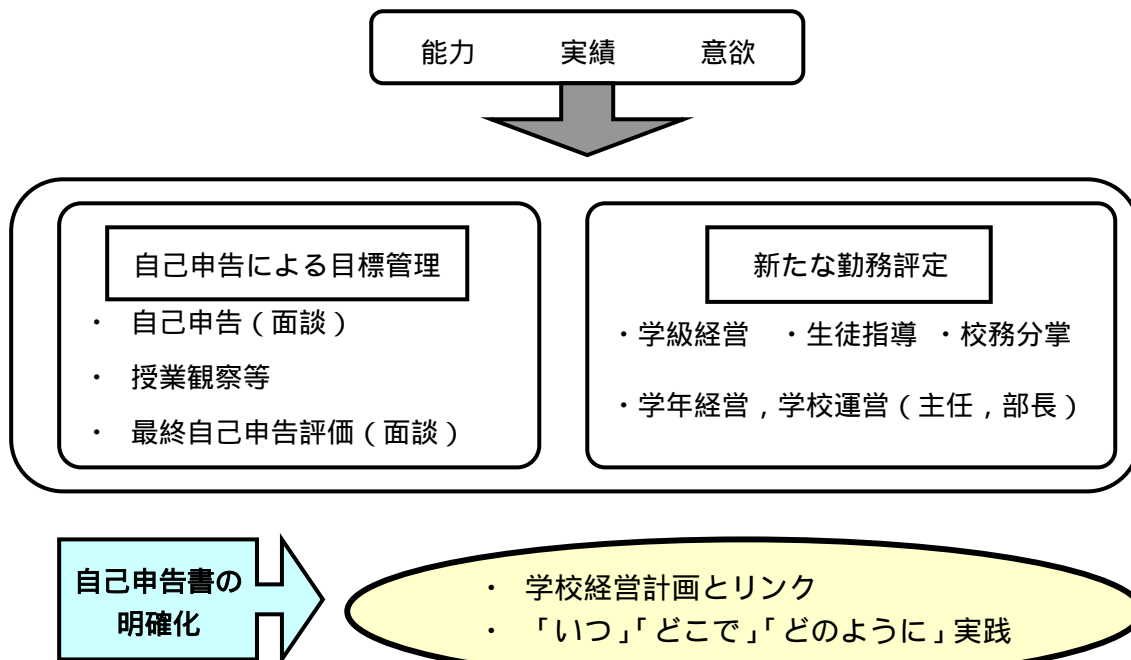 能力　　　実績　　　意欲
自己申告による目標管理
・　自己申告（面談）
・　授業観察等
・　最終自己申告評価（面談）
新たな勤務評定
・学級経営　・生徒指導　・校務分掌
・学年経営，学校運営（主任，部長）
自己申告書の
明確化
・　学校経営計画とリンク
・　「いつ」「どこで」「どのように」実践